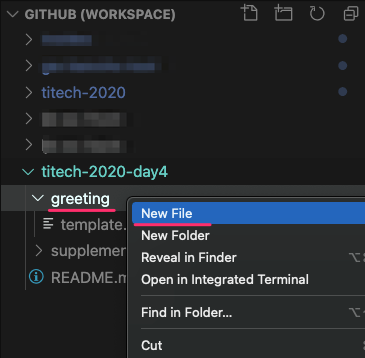 GITHUB (WORKSPACE)
titech-2020
titech-2020-day4
greeting
New File
template.
New Folder
supplemen
Reveal in Finder
README.m
Open in Integrated Terminal
Find in Folder...
Cut